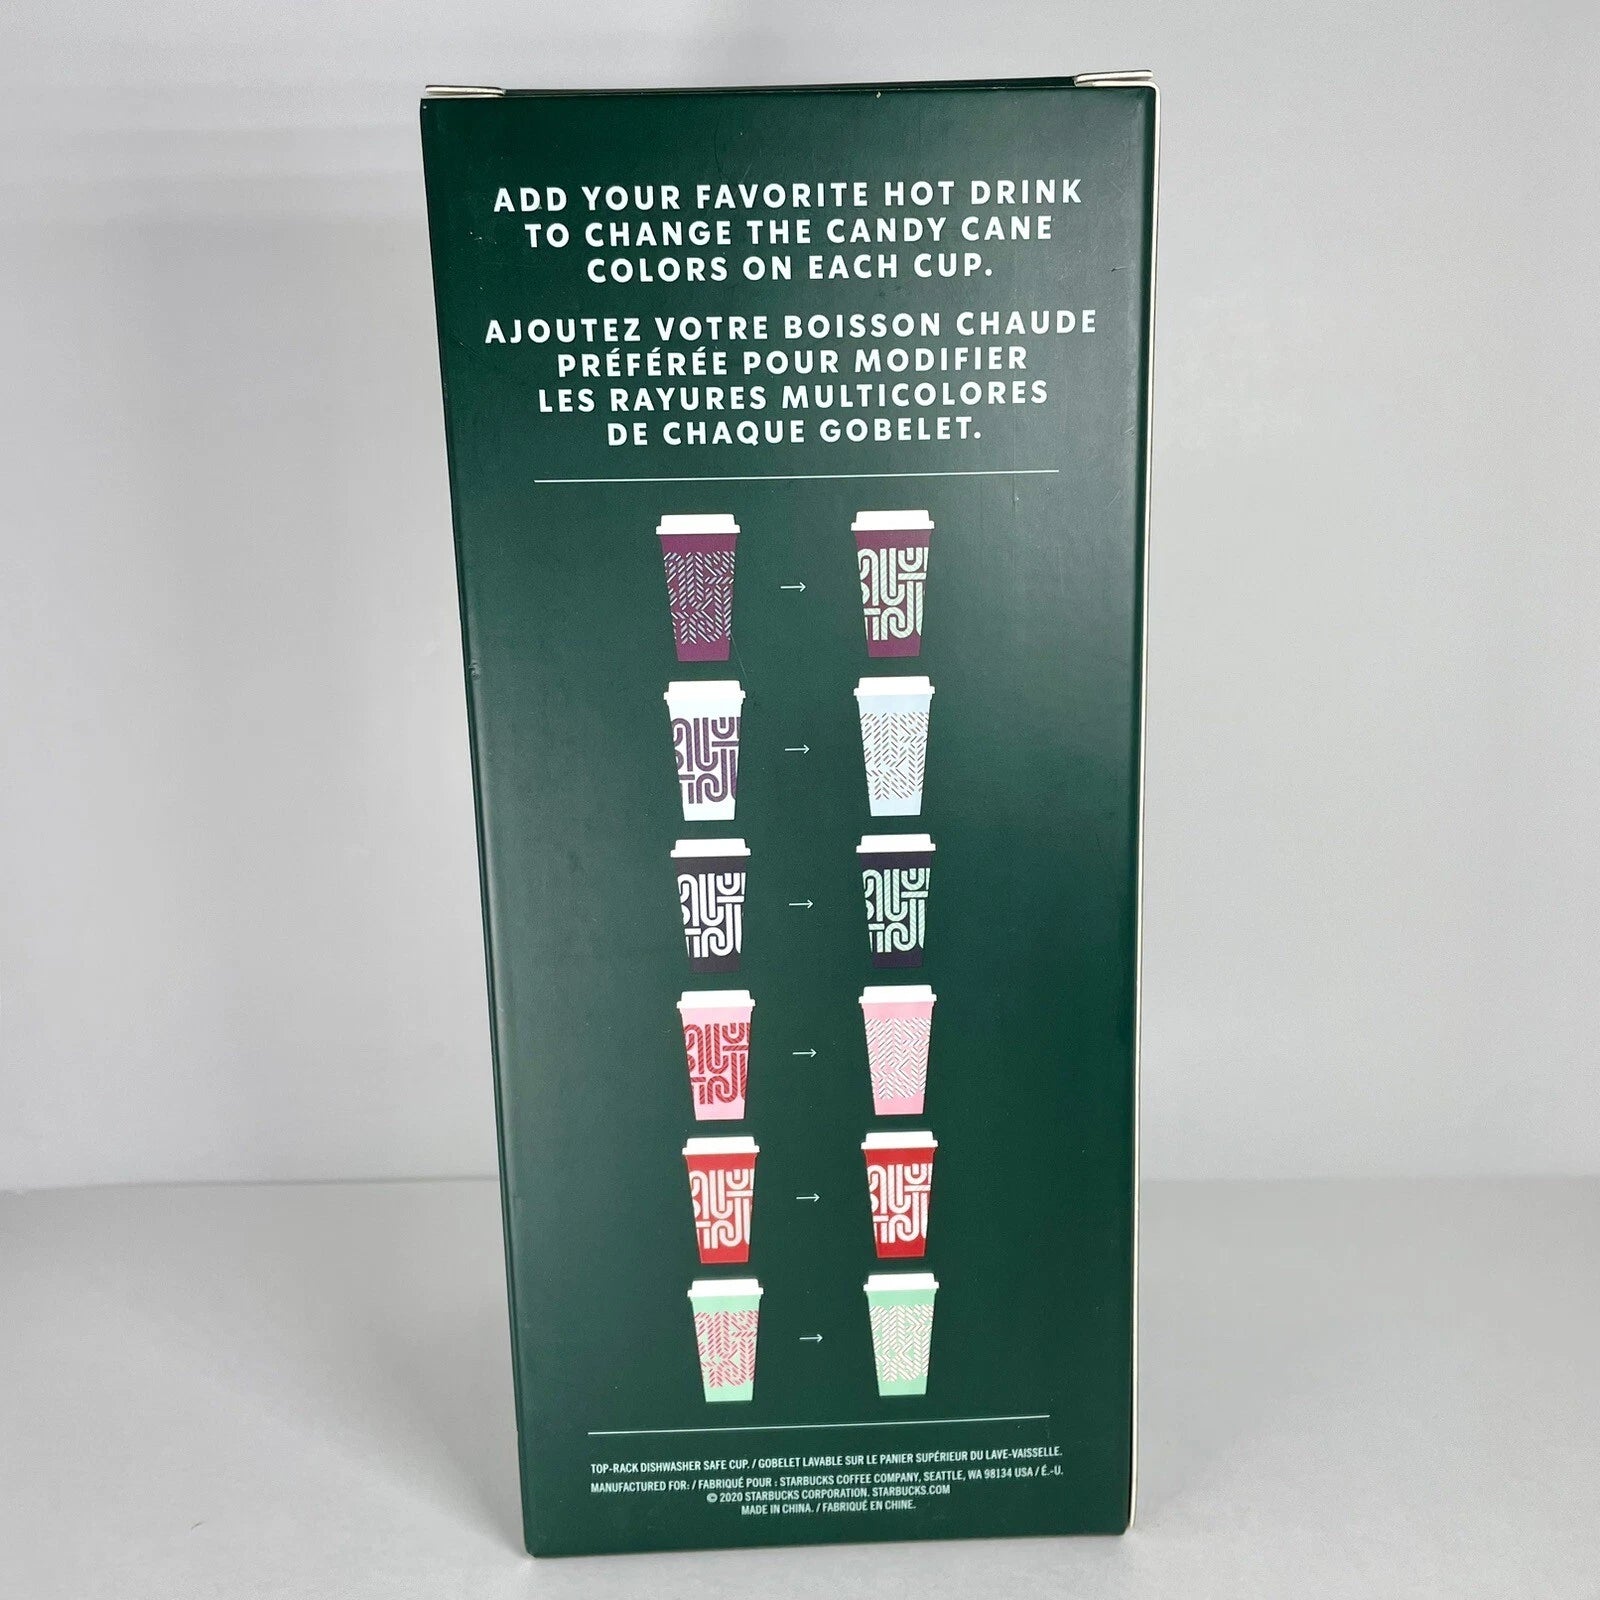 ADD YOUR FAVORITE HOT DRINK
TO CHANGE THE CANDY CANE
COLORS ON EACH CUP.
AJOUTEZ VOTRE BOISSON CHAUDE
PRÉFÉRÉE POUR MODIFIER
LES RAYURES MULTICOLORES
DE CHAQUE GOBELET.
TOP-RACK DISHWASHER SAFE CUP. / GOBELET LAVABLE SUR LE PANIER SUPÉRIEUR DU LAVE-VAISSELLE.
MANUFACTURED FOR: / FABRIQUÉ POUR : STARBUCKS COFFEE COMPANY, SEATTLE, WA 98134 USA / É.-U.
© 2020 STARBUCKS CORPORATION. STARBUCKS.COM
MADE IN CHINA. / FABRIQUÉ EN CHINE.